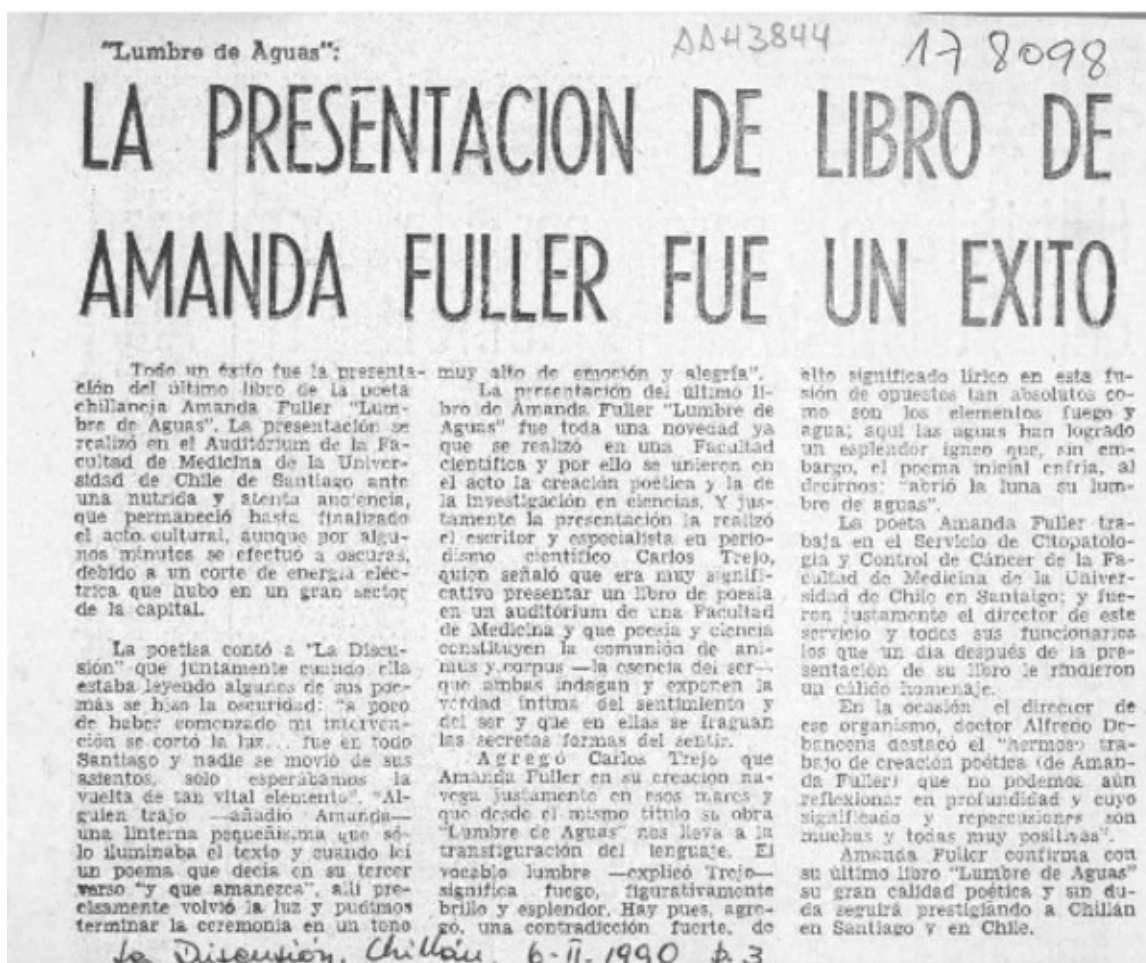 "Lumbre de Aguas":
AAH3844
178098
LA PRESENTACION DE LIBRO DE
AMANDA FULLER FUE UN EXITO
Todo un éxito fue la presenta-
ción del último libro de la poeta
chillaneja Amanda Fuller "Lum-
bre de Aguas". La presentación se
realizó en el Auditórium de la Fa-
cultad de Medicina de la Univer-
sidad de Chile de Santiago ante
una nutrida y atenta audiencia,
que permaneció hasta finalizado
el acto cultural, aunque por algu-
nos minutos se efectuó a oscuras,
debido a un corte de energía eléc-
trica que hubo en un gran sector
de la capital.
La poetisa contó a "La Discu-
sión" que juntamente cuando ella
estaba leyendo algunos de sus poe-
mas se hizo la oscuridad: "a poco
de haber comenzado mi interven-
ción se cortó la luz... fue en todo
Santiago y nadie se movió de sus
asientos, solo esperábamos la
vuelta de tan vital elemento". "Al-
guien trajo —añadió Amanda—
una linterna pequeñísima que só-
lo iluminaba el texto y cuando leí
un poema que decía en su tercer
verso "y que amanezca", allí pre-
cisamente volvió la luz y pudimos
terminar la ceremonia en un tono
muy alto de emoción y alegría".
La presentación del último li-
bro de Amanda Fuller "Lumbre de
Aguas" fue toda una novedad ya
que se realizó en una Facultad
científica y por ello se unieron en
el acto la creación poética y la de
la investigación en ciencias. Y jus-
tamente la presentación la realizó
el escritor y especialista en perio-
dismo científico Carlos Trejo,
quien señaló que era muy signifi-
cativo presentar un libro de poesía
en un auditórium de una Facultad
de Medicina y que poesía y ciencia
constituyen la comunión de ani-
mus y corpus —la esencia del ser—
que ambas indagan y exponen la
verdad íntima del sentimiento y
del ser y que en ellas se fraguan
las secretas formas del sentir.
Agregó Carlos Trejo que
Amanda Fuller en su creación na-
vega justamente en esos mares y
que desde el mismo título su obra
"Lumbre de Aguas" nos lleva a la
transfiguración del lenguaje. El
vocablo lumbre —explicó Trejo—
significa fuego, figurativamente
brillo y esplendor. Hay pues, agre-
gó, una contradicción fuerte, de
alto significado lírico en esta fu-
sión de opuestos tan absolutos co-
mo son los elementos fuego y
agua; aquí las aguas han logrado
un esplendor ígneo que, sin em-
bargo, el poema inicial enfría, al
decirnos: "abrió la luna su lum-
bre de aguas".
La poeta Amanda Fuller tra-
baja en el Servicio de Citopatolo-
gía y Control de Cáncer de la Fa-
cultad de Medicina de la Univer-
sidad de Chile en Santaigo; y fue-
ron justamente el director de este
servicio y todos sus funcionarios
los que un día después de la pre-
sentación de su libro le rindieron
un cálido homenaje.
En la ocasión el director de
ese organismo, doctor Alfredo De-
bancens destacó el "hermoso tra-
bajo de creación poética (de Aman-
da Fuller) que no podemos aún
reflexionar en profundidad y cuyo
significado y repercusiones son
muchas y todas muy positivas".
Amanda Fuller confirma con
su último libro "Lumbre de Aguas"
su gran calidad poética y sin du-
da seguirá prestigiando a Chillán
en Santiago y en Chile.
La Discusión, Chillán, 6-II-1990 p. 3